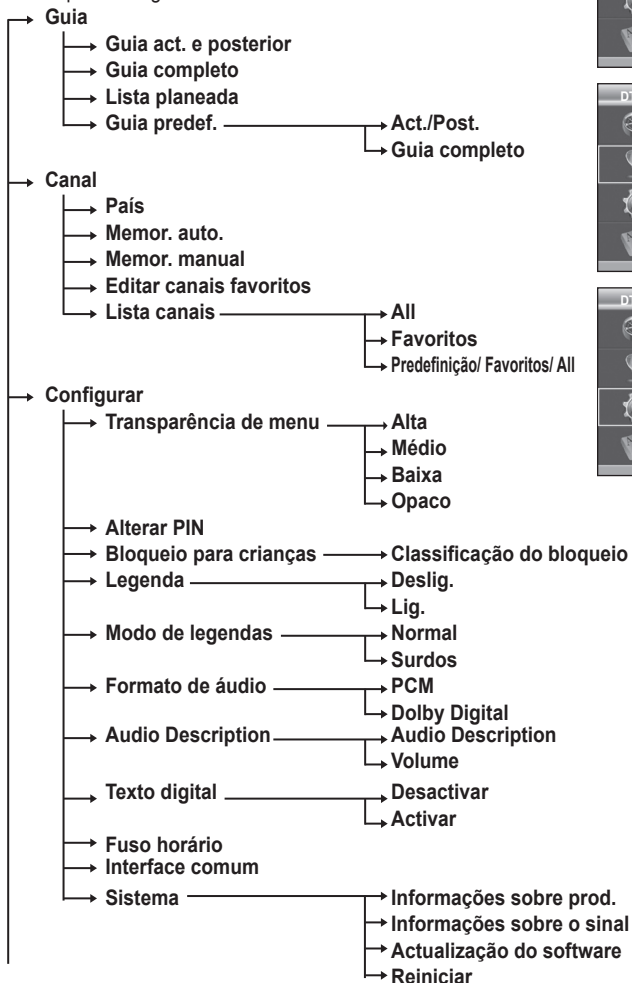 Guia
Guia act. e posterior
Guia completo
Lista planeada
Guia predef. Act./Post.
Guia completo
Canal
País
Memor. auto.
Memor. manual
Editar canais favoritos
Lista canais All
Favoritos
Predefinição/ Favoritos/ All
Configurar
Transparência de menu Alta
Médio
Baixa
Opaco
Alterar PIN
Bloqueio para crianças Classificação do bloqueio
Legenda Deslig.
Lig.
Modo de legendas Normal
Surdos
Formato de áudio PCM
Dolby Digital
Audio Description Audio Description
Volume
Texto digital Desactivar
Activar
Fuso horário
Interface comum
Sistema Informações sobre prod.
Informações sobre o sinal
Actualização do software
Reiniciar